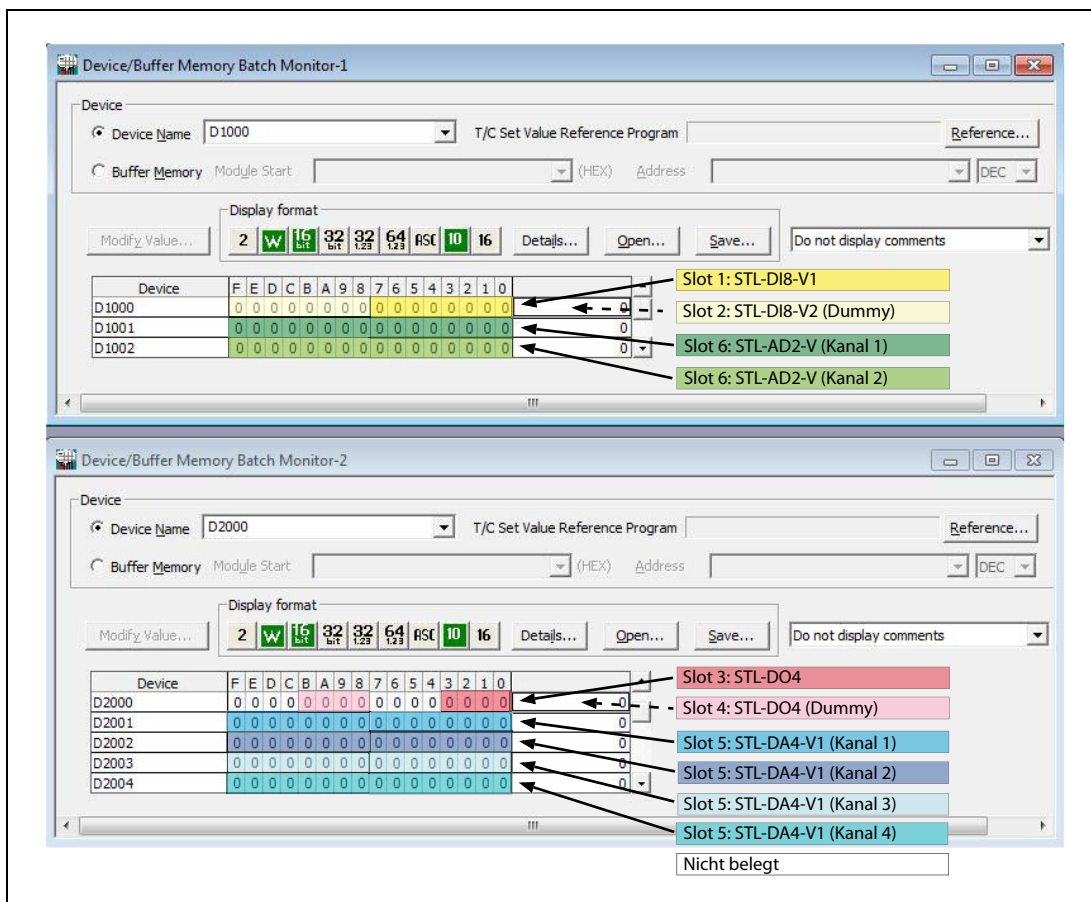 Device/Buffer Memory Batch Monitor-1
Device
Device Name D1000 T/C Set Value Reference Program Reference...
Buffer Memory Module Start (HEX) Address DEC
Display format
Modify Value... 2 W 16 bit 32 bit 32 1.23 64 1.23 ASC 10 16 Details... Open... Save... Do not display comments
Device F E D C B A 9 8 7 6 5 4 3 2 1 0
D1000 0 0 0 0 0 0 0 0 0 0 0 0 0 0 0 0 0
D1001 0 0 0 0 0 0 0 0 0 0 0 0 0 0 0 0 0
D1002 0 0 0 0 0 0 0 0 0 0 0 0 0 0 0 0 0
Slot 1: STL-DI8-V1
Slot 2: STL-DI8-V2 (Dummy)
Slot 6: STL-AD2-V (Kanal 1)
Slot 6: STL-AD2-V (Kanal 2)
Device/Buffer Memory Batch Monitor-2
Device
Device Name D2000 T/C Set Value Reference Program Reference...
Buffer Memory Module Start (HEX) Address DEC
Display format
Modify Value... 2 W 16 bit 32 bit 32 1.23 64 1.23 ASC 10 16 Details... Open... Save... Do not display comments
Device F E D C B A 9 8 7 6 5 4 3 2 1 0
D2000 0 0 0 0 0 0 0 0 0 0 0 0 0 0 0 0 0
D2001 0 0 0 0 0 0 0 0 0 0 0 0 0 0 0 0 0
D2002 0 0 0 0 0 0 0 0 0 0 0 0 0 0 0 0 0
D2003 0 0 0 0 0 0 0 0 0 0 0 0 0 0 0 0 0
D2004 0 0 0 0 0 0 0 0 0 0 0 0 0 0 0 0 0
Slot 3: STL-DO4
Slot 4: STL-DO4 (Dummy)
Slot 5: STL-DA4-V1 (Kanal 1)
Slot 5: STL-DA4-V1 (Kanal 2)
Slot 5: STL-DA4-V1 (Kanal 3)
Slot 5: STL-DA4-V1 (Kanal 4)
Nicht belegt